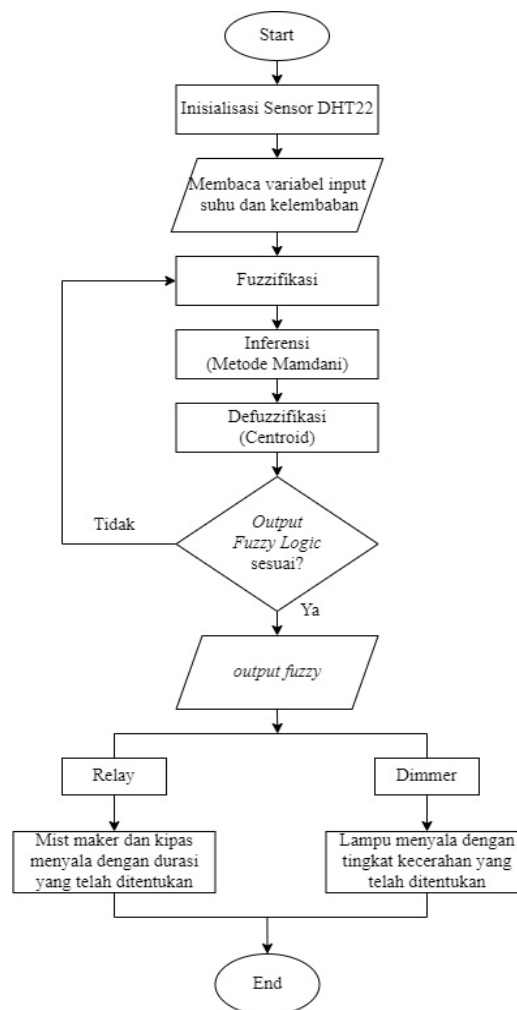 Start
Inisialisasi Sensor DHT22
Membaca variabel input
suhu dan kelembaban
Fuzzifikasi
Inferensi
(Metode Mamdani)
Defuzzifikasi
(Centroid)
Tidak
Output
Fuzzy Logic
sesuai?
Ya
output fuzzy
Relay
Dimmer
Mist maker dan kipas
menyala dengan durasi
yang telah ditentukan
Lampu menyala dengan
tingkat kecerahan yang
telah ditentukan
End